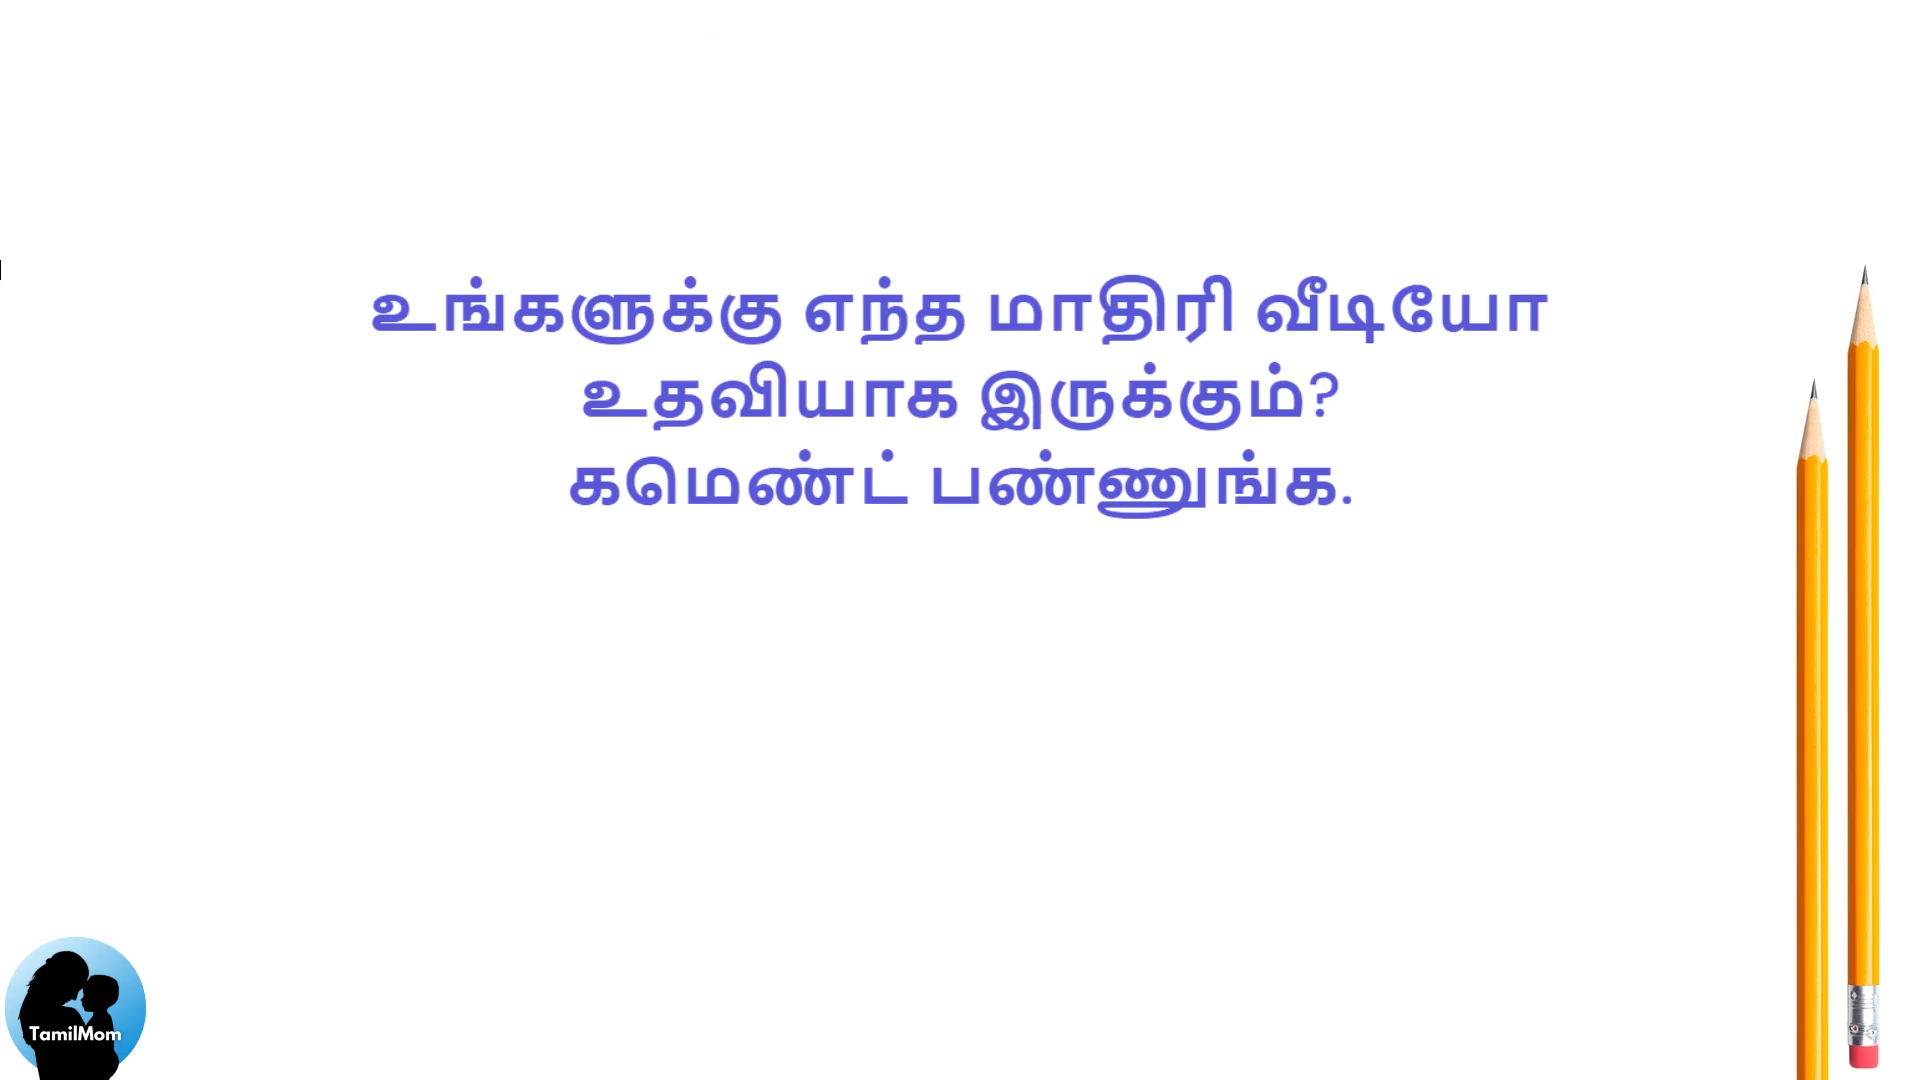 உங்களுக்கு எந்த மாதிரி வீடியோ
உதவியாக இருக்கும்?
கமெண்ட் பண்ணுங்க.
TamilMom